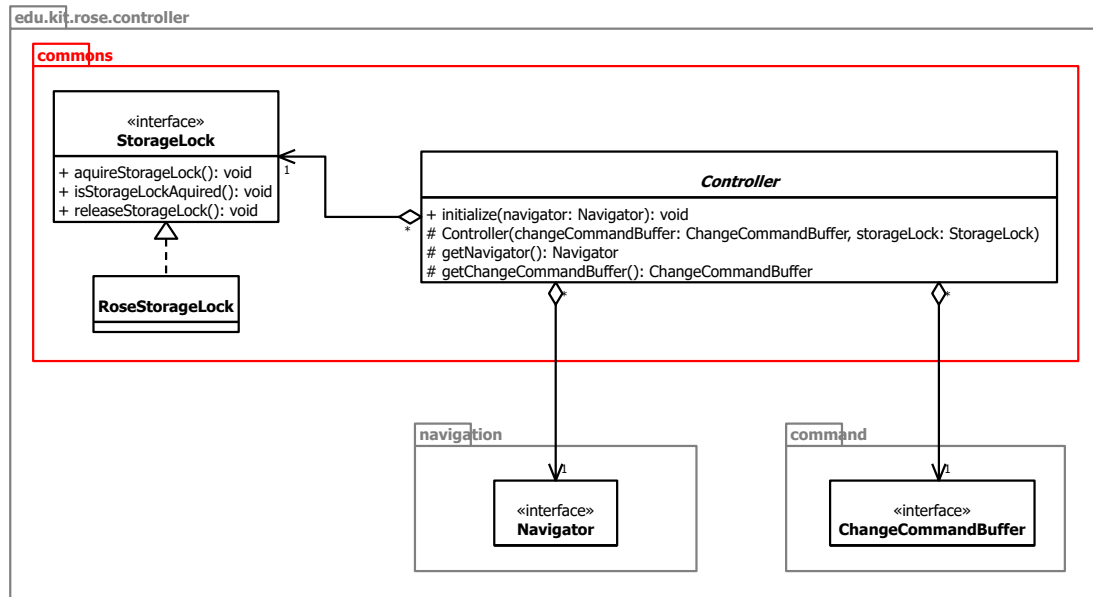 edu.kit.rose.controller
commons
«interface»
StorageLock
+ aquireStorageLock(): void
+ isStorageLockAquired(): void
+ releaseStorageLock(): void
1
*
Controller
+ initialize(navigator: Navigator): void
# Controller(changeCommandBuffer: ChangeCommandBuffer, storageLock: StorageLock)
# getNavigator(): Navigator
# getChangeCommandBuffer(): ChangeCommandBuffer
RoseStorageLock
*
*
navigation
1
«interface»
Navigator
command
1
«interface»
ChangeCommandBuffer